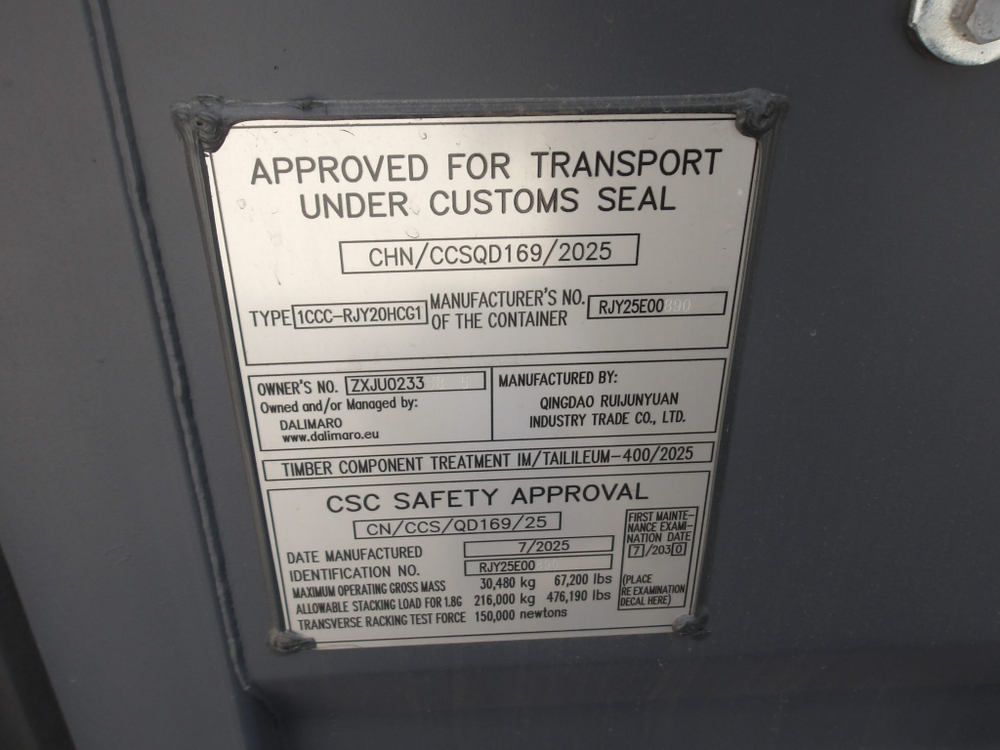 APPROVED FOR TRANSPORT
UNDER CUSTOMS SEAL
CHN/CCSQD169/2025
TYPE 1CCC-RJY20HCG1 MANUFACTURER'S NO.
OF THE CONTAINER RJY25E00
OWNER'S NO. ZXJU0233
Owned and/or Managed by:
DALIMARO
www.dalimaro.eu
MANUFACTURED BY:
QINGDAO RUIJUNYUAN
INDUSTRY TRADE CO., LTD.
TIMBER COMPONENT TREATMENT IM/TAILILEUM-400/2025
CSC SAFETY APPROVAL
CN/CCS/QD169/25
DATE MANUFACTURED 7/2025
IDENTIFICATION NO. RJY25E00
MAXIMUM OPERATING GROSS MASS 30,480 kg 67,200 lbs
ALLOWABLE STACKING LOAD FOR 1.8G 216,000 kg 476,190 lbs
TRANSVERSE RACKING TEST FORCE 150,000 newtons
FIRST MAINTE-
NANCE EXAMI-
NATION DATE
7/2030
(PLACE
RE EXAMINATION
DECAL HERE)